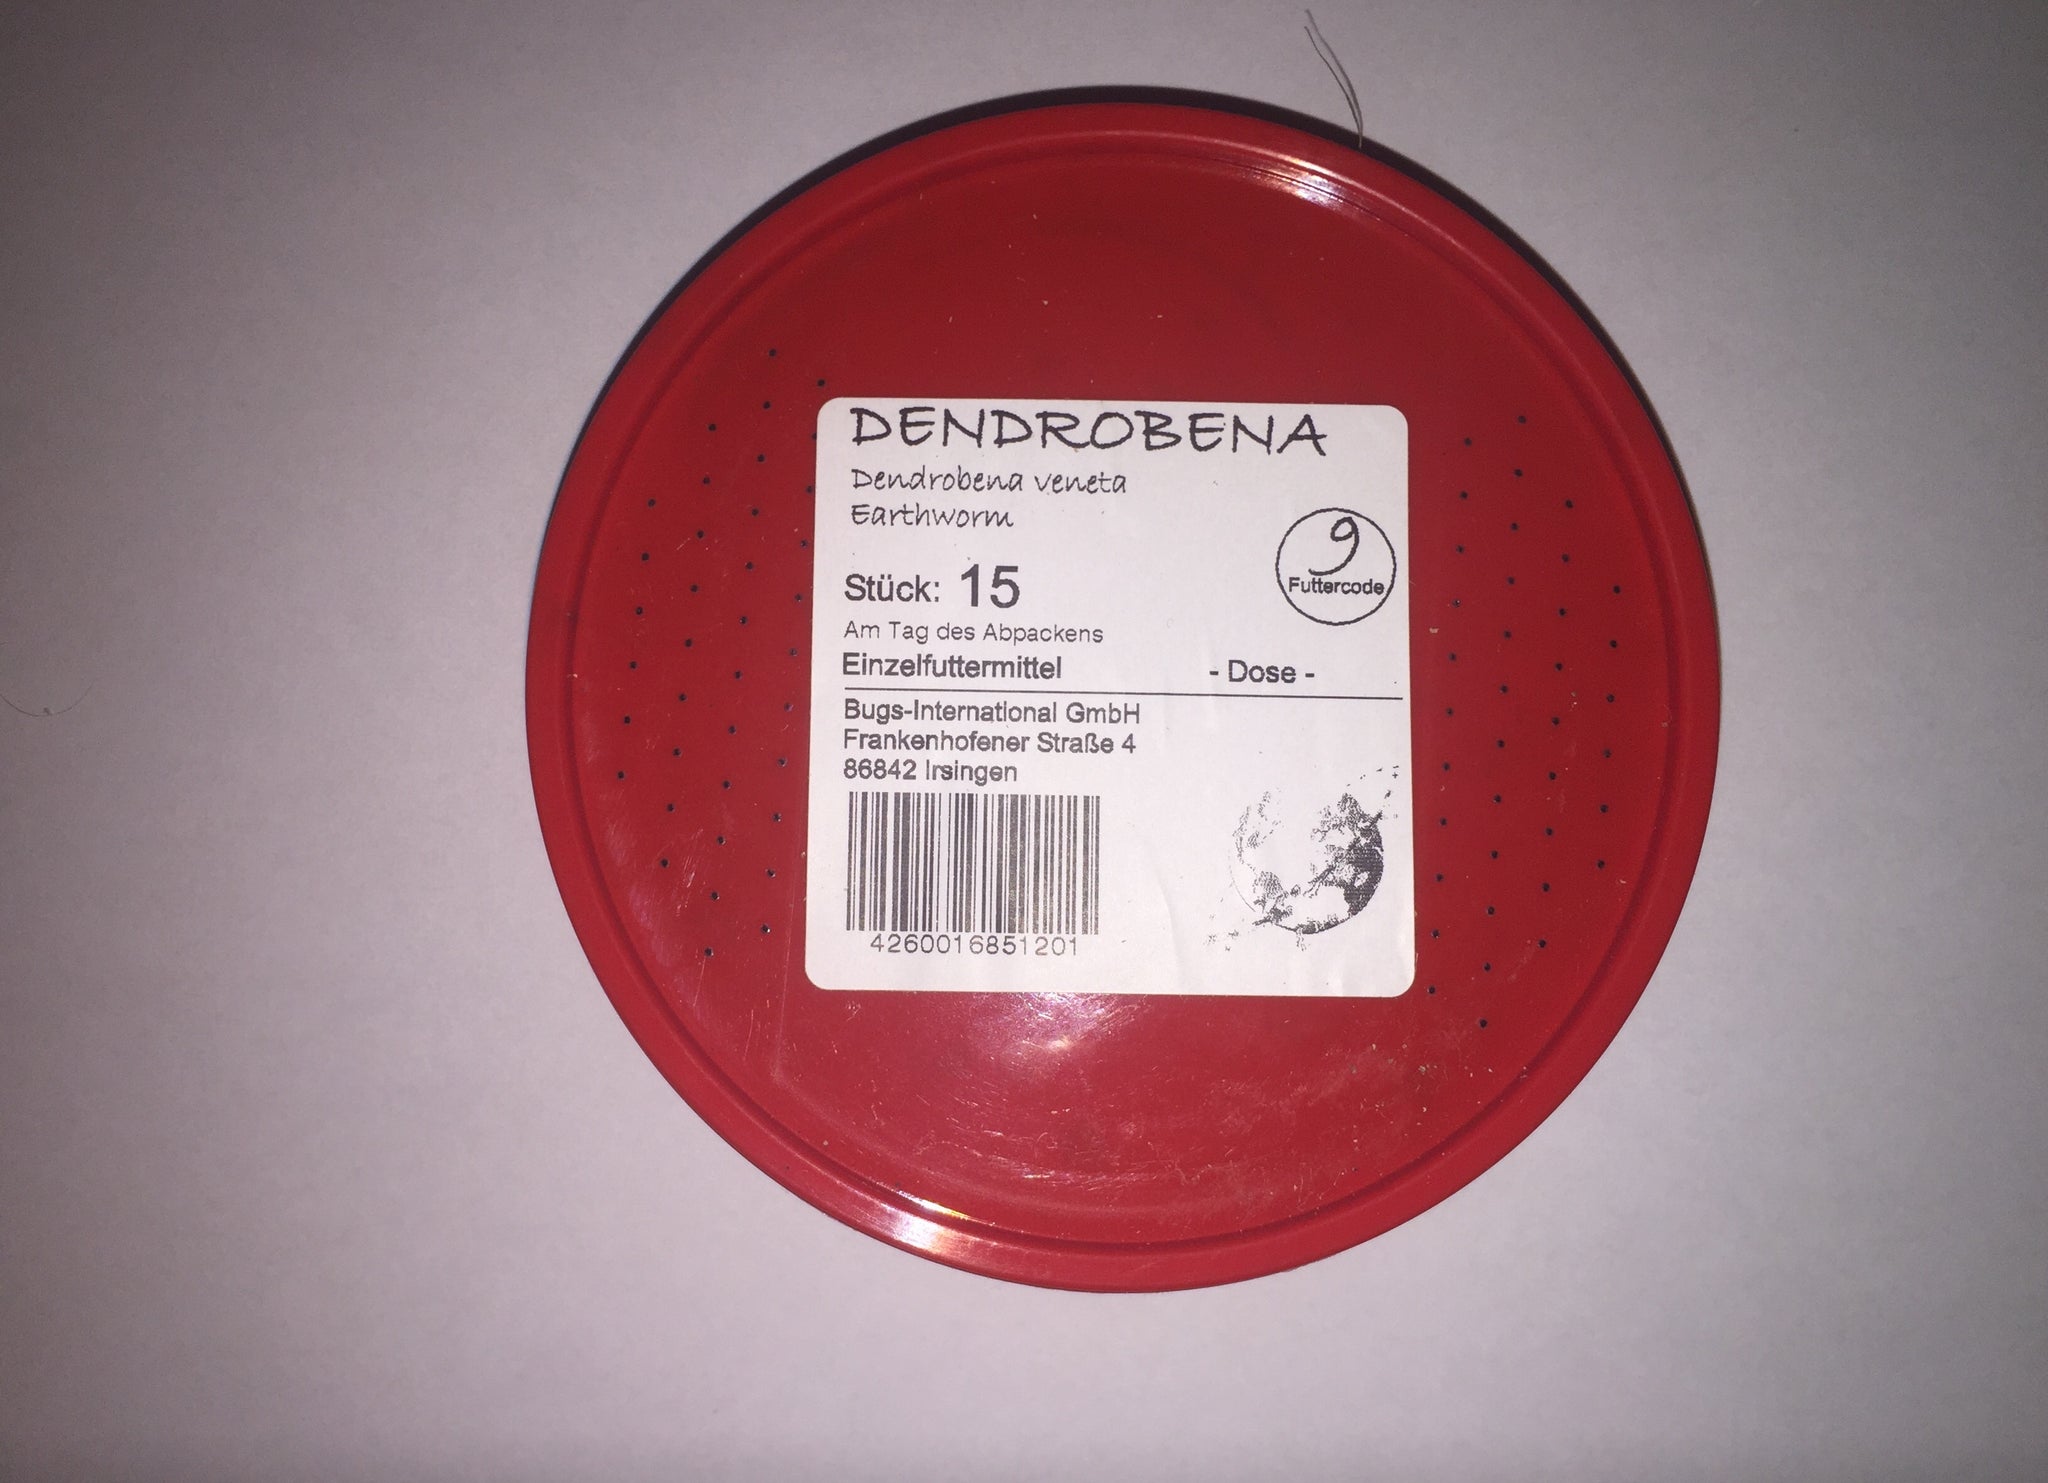 DENDROBENA
Dendrobena veneta
Earthworm
9
Futtercode
Stück: 15
Am Tag des Abpackens
Einzelfuttermittel - Dose -
Bugs-International GmbH
Frankenhofener Straße 4
86842 Irsingen
4260016851201